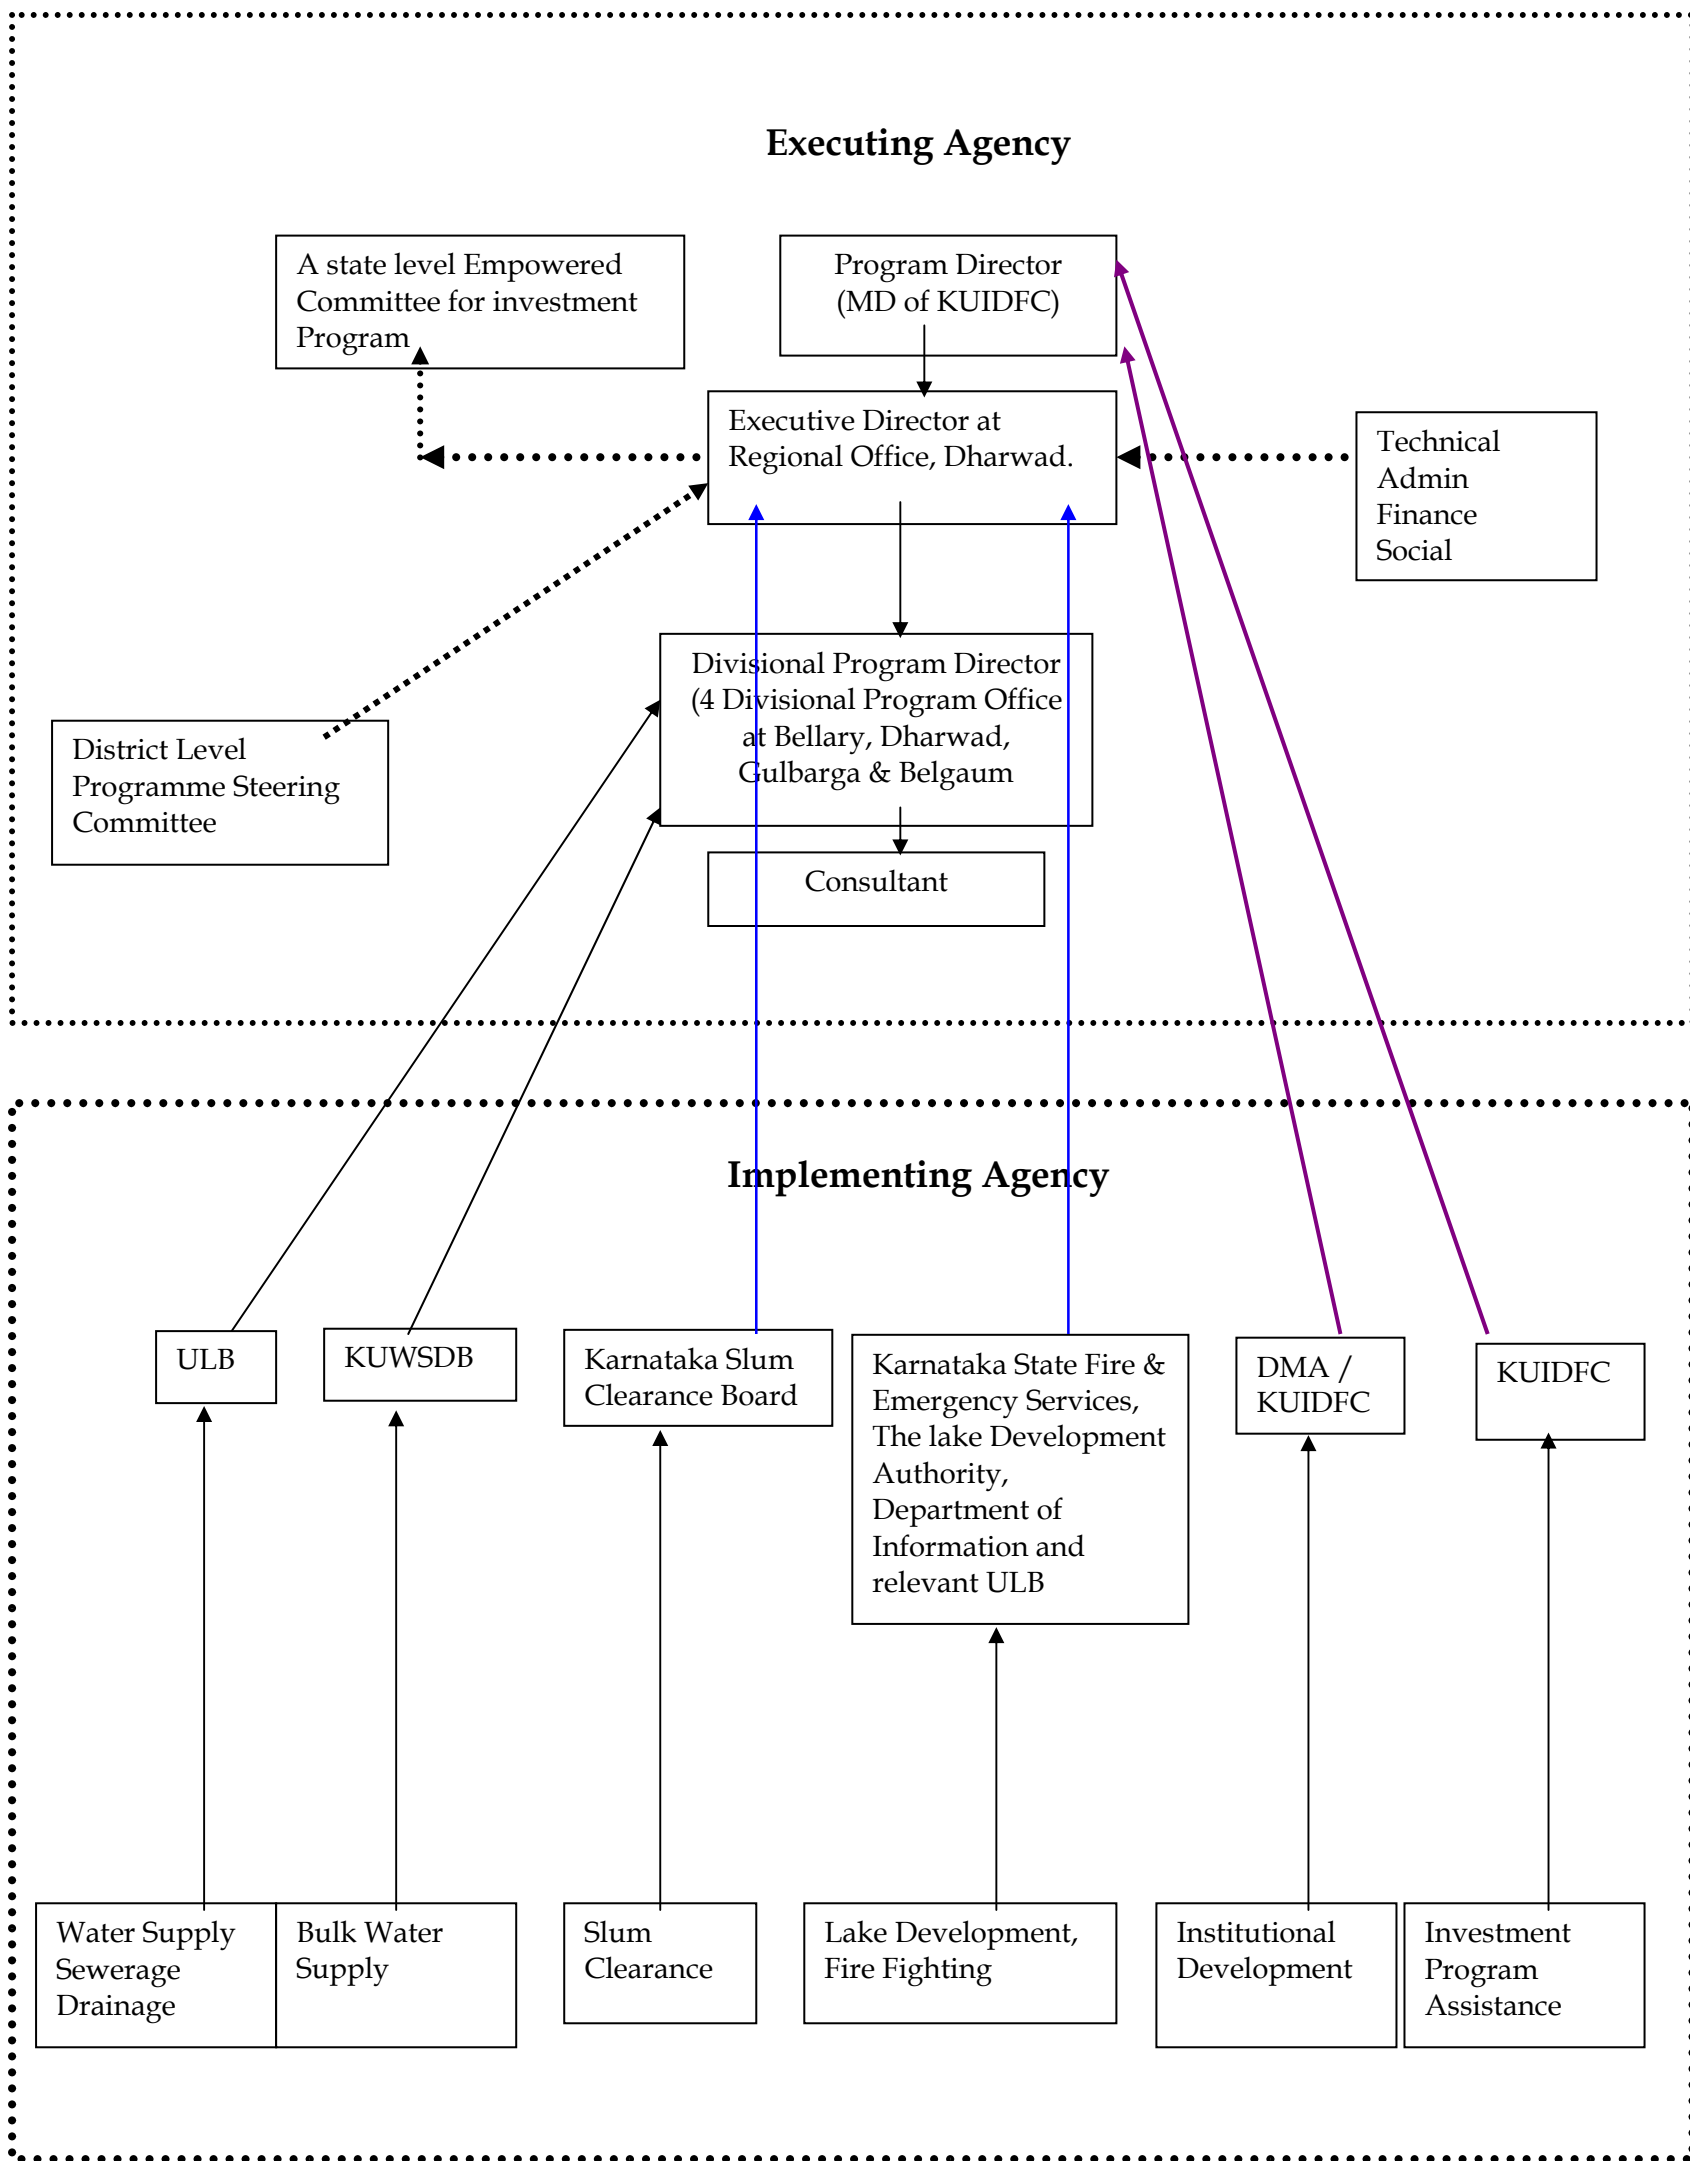 Executing Agency
A state level Empowered
Committee for investment
Program
Program Director
(MD of KUIDFC)
Executive Director at
Regional Office, Dharwad.
Technical
Admin
Finance
Social
Divisional Program Director
(4 Divisional Program Office
at Bellary, Dharwad,
Gulbarga & Belgaum
District Level
Programme Steering
Committee
Consultant
Implementing Agency
ULB
KUWSDB
Karnataka Slum
Clearance Board
Karnataka State Fire &
Emergency Services,
The lake Development
Authority,
Department of
Information and
relevant ULB
DMA /
KUIDFC
KUIDFC
Water Supply
Sewerage
Drainage
Bulk Water
Supply
Slum
Clearance
Lake Development,
Fire Fighting
Institutional
Development
Investment
Program
Assistance